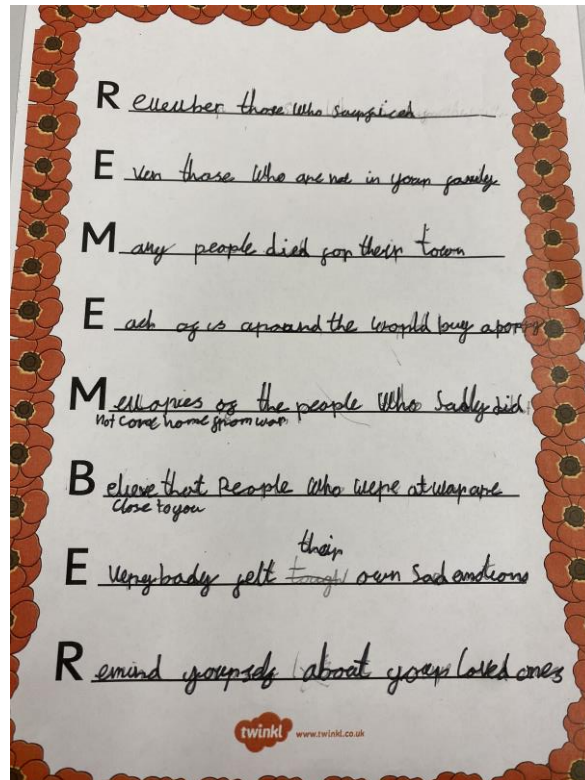 Remember those who sacrificed
Even those who are not in your family
Many people died for their town
Each of us around the world buy a poppy
Memories of the people who sadly did
not come home from war
Believe that people who were at war are
close to you
their
Everybody felt own sad emotions
Remind yourself about your loved ones
twinkl www.twinkl.co.uk